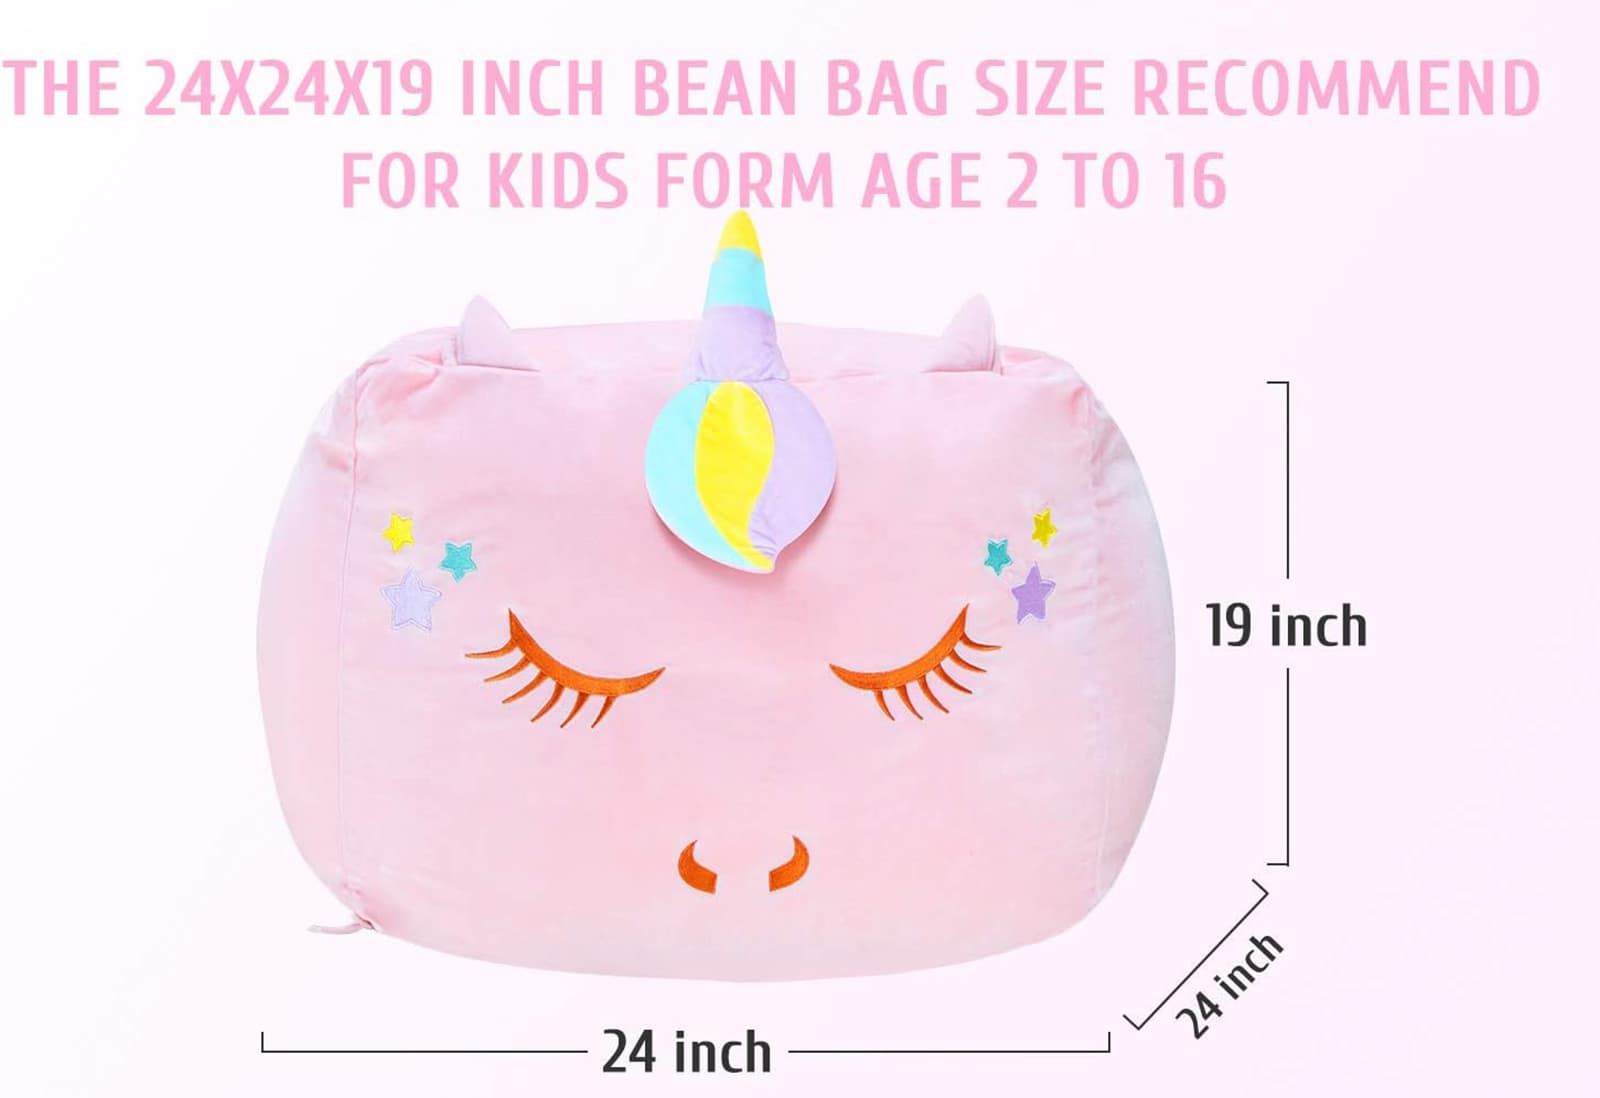 THE 24X24X19 INCH BEAN BAG SIZE RECOMMEND
FOR KIDS FORM AGE 2 TO 16
19 inch
24 inch
24 inch